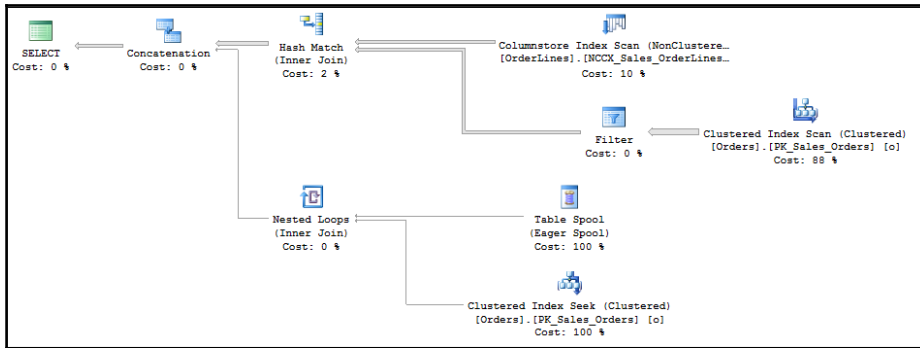 SELECT
Cost: 0 %
Concatenation
Cost: 0 %
Hash Match
(Inner Join)
Cost: 2 %
Columnstore Index Scan (NonClustere…
[OrderLines].[NCCX_Sales_OrderLines…
Cost: 10 %
Filter
Cost: 0 %
Clustered Index Scan (Clustered)
[Orders].[PK_Sales_Orders] [o]
Cost: 88 %
Nested Loops
(Inner Join)
Cost: 0 %
Table Spool
(Eager Spool)
Cost: 100 %
Clustered Index Seek (Clustered)
[Orders].[PK_Sales_Orders] [o]
Cost: 100 %